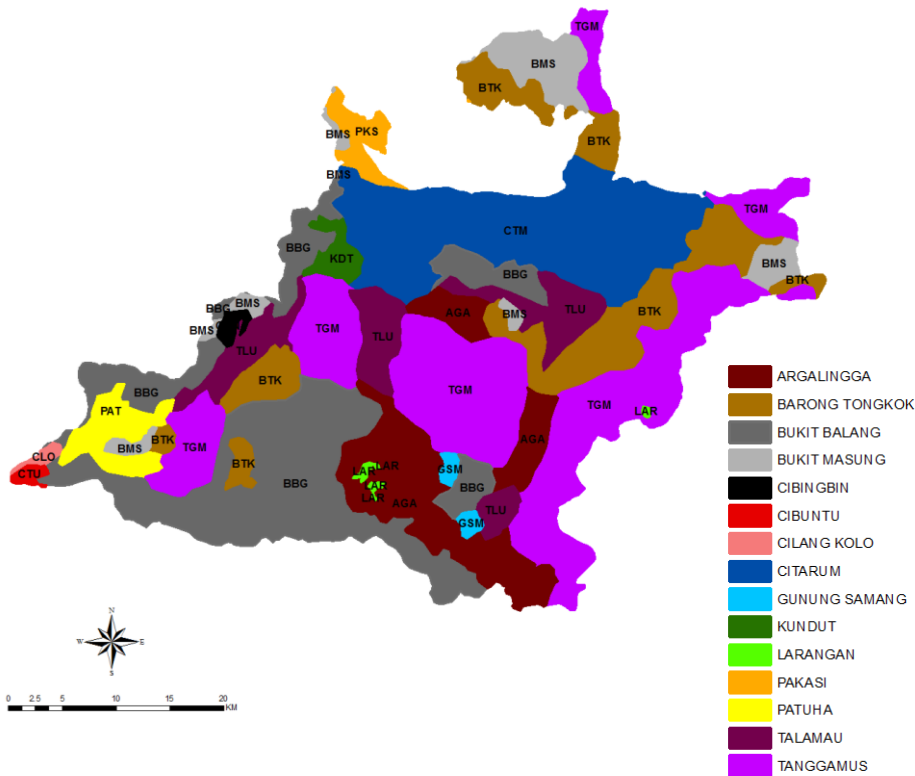 TGM
BMS
BTK
BMS
PKS
BTK
BMS
TGM
CTM
BBG
KDT
BMS
BBG
BTK
BBG
BMS
AGA
BMS
TLU
BTK
BMS
TGM
TLU
TLU
BTK
TGM
BBG
PAT
TGM
LAR
BMS
BTK
TGM
AGA
CLO
CTU
BTK
BBG
LAR
LAR
GSM
BBG
LAR
AGA
TLU
GSM
ARGALINGGA
BARONG TONGKOK
BUKIT BALANG
BUKIT MASUNG
CIBINGBIN
CIBUNTU
CILANG KOLO
CITARUM
GUNUNG SAMANG
KUNDUT
LARANGAN
PAKASI
PATUHA
TALAMAU
TANGGAMUS
N
W E
S
0 2.5 5 10 15 20
KM